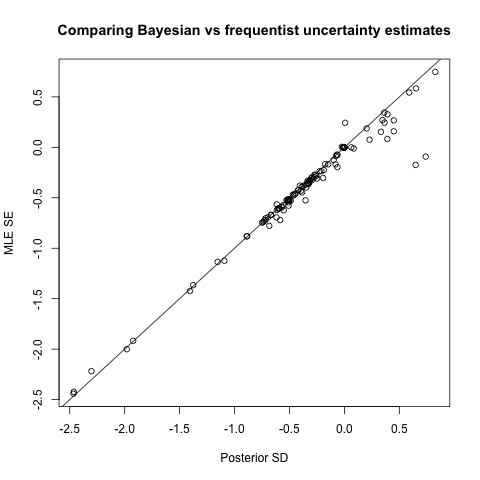 Comparing Bayesian vs frequentist uncertainty estimates
MLE SE
0.5
0.0
-0.5
-1.0
-1.5
-2.0
-2.5
-2.5 -2.0 -1.5 -1.0 -0.5 0.0 0.5
Posterior SD